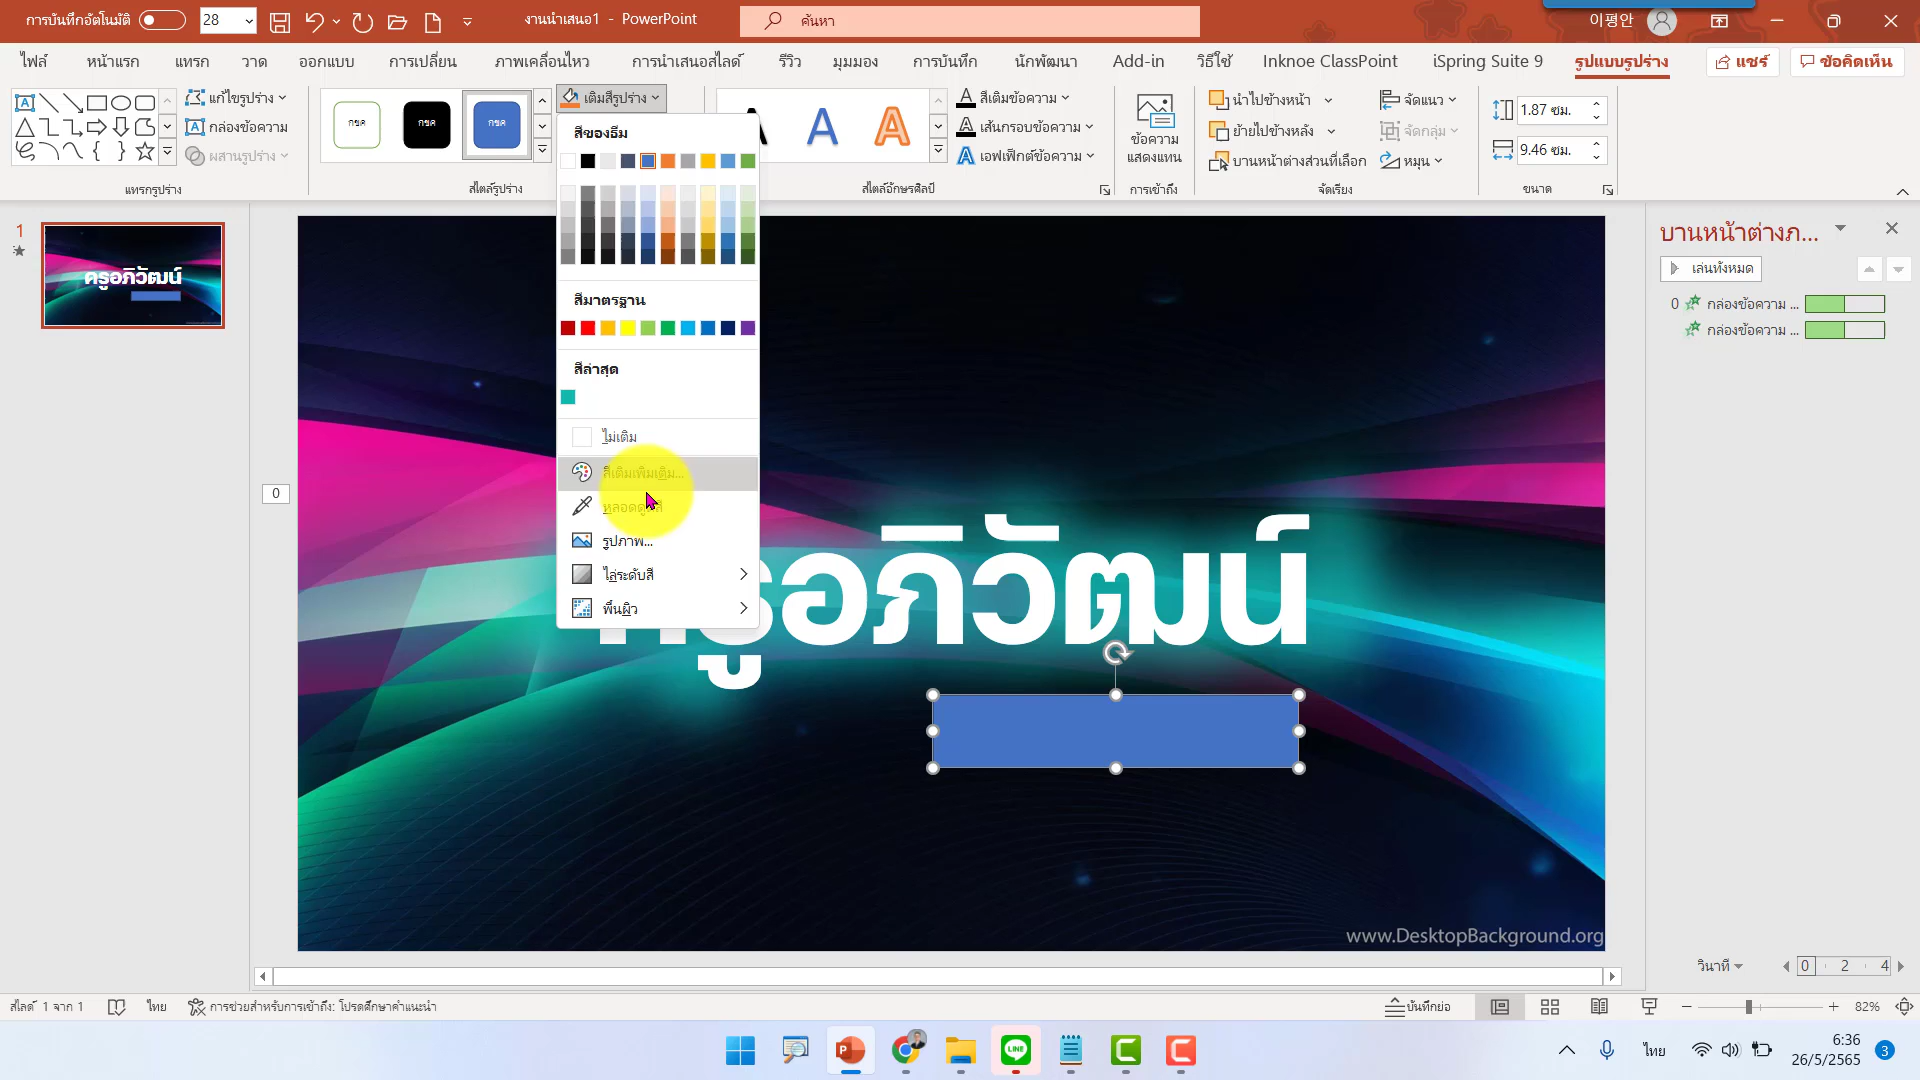 การบันทึกอัตโนมัติ
28
งานนำเสนอ1 - PowerPoint
ค้นหา
이평안
ไฟล์ หน้าแรก แทรก วาด ออกแบบ การเปลี่ยน ภาพเคลื่อนไหว การนำเสนอสไลด์ รีวิว มุมมอง การบันทึก นักพัฒนา Add-in วิธีใช้ Inknoe ClassPoint iSpring Suite 9 รูปแบบรูปร่าง
แชร์
ข้อคิดเห็น
แก้ไขรูปร่าง
กล่องข้อความ
ผสานรูปร่าง
แทรกรูปร่าง
กขค กขค กขค
สไตล์รูปร่าง
เติมสีรูปร่าง
สีของธีม
สีมาตรฐาน
สีล่าสุด
ไม่เติม
สีเติมเพิ่มเติม...
รูปภาพ...
ไล่ระดับสี
พื้นผิว
A A
สไตล์อักษรศิลป์
สีเติมข้อความ
เส้นกรอบข้อความ
เอฟเฟ็กต์ข้อความ
ข้อความ
แสดงแทน
การเข้าถึง
นำไปข้างหน้า
ย้ายไปข้างหลัง
บานหน้าต่างส่วนที่เลือก
จัดแนว
จัดกลุ่ม
หมุน
จัดเรียง
1.87 ซม.
9.46 ซม.
ขนาด
1
ครูอภิวัฒน์
0
ครูอภิวัฒน์
www.DesktopBackground.org
บานหน้าต่างภ...
เล่นทั้งหมด
0 กล่องข้อความ ...
กล่องข้อความ ...
วินาที
0 2 4
สไลด์ 1 จาก 1
ไทย
การช่วยสำหรับการเข้าถึง: โปรดศึกษาคำแนะนำ
บันทึกย่อ
82%
LINE
ไทย
6:36
26/5/2565
3